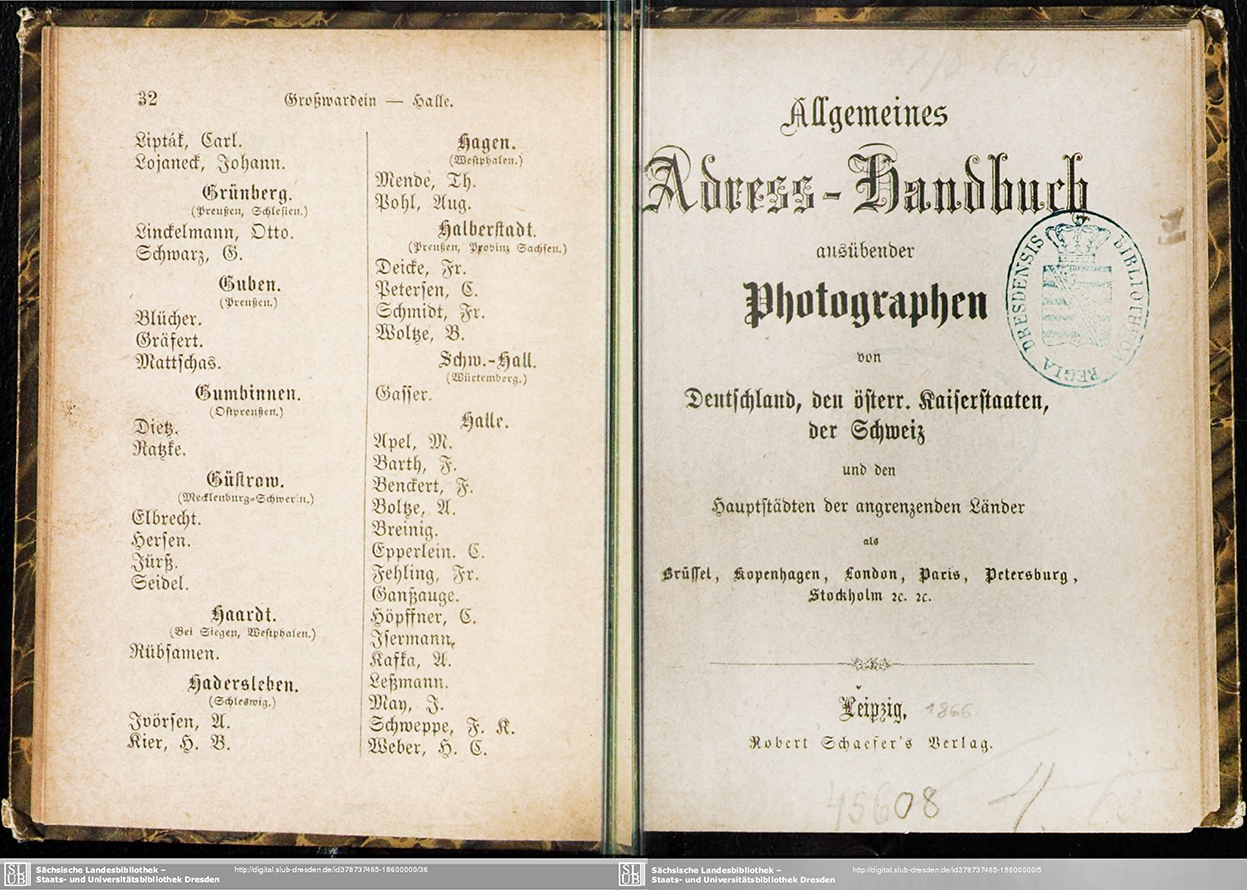 32
Großwardein — Halle.
Lipták, Carl.
Lojaneck, Johann.
Grünberg.
(Preußen, Schlesien.)
Linckelmann, Otto.
Schwarz, G.
Guben.
(Preußen.)
Blücher.
Gräfert.
Mattschas.
Gumbinnen.
(Ostpreußen.)
Dietz.
Ratzke.
Güstrow.
(Mecklenburg-Schwerin.)
Elbrecht.
Hersen.
Jürß.
Seidel.
Haardt.
(Bei Siegen, Westphalen.)
Rübsamen.
Hadersleben.
(Schleswig.)
Jvörsen, A.
Kier, H. B.
Hagen.
(Westphalen.)
Mende, Th.
Pohl, Aug.
Halberstadt.
(Preußen, Provinz Sachsen.)
Deicke, Fr.
Petersen, C.
Schmidt, Fr.
Woltze, B.
Schw.-Hall.
(Würtemberg.)
Gasser.
Halle.
Apel, M.
Barth, F.
Benckert, F.
Boltze, A.
Breinig.
Epperlein. C.
Fehling, Fr.
Ganßauge.
Höpffner, C.
Jsermann.
Kafka, A.
Leßmann.
May, J.
Schweppe, F. K.
Weber, H. C.
Allgemeines
Adress-Handbuch
ausübender
Photographen
von
Deutschland, den österr. Kaiserstaaten,
der Schweiz
und den
Hauptstädten der angrenzenden Länder
als
Brüssel, Kopenhagen, London, Paris, Petersburg,
Stockholm ꝛc. ꝛc.
Leipzig, 1866
Robert Schaefer's Verlag.
45608
REGIA DRESDENSIS BIBLIOTHECA
SLUB
Sächsische Landesbibliothek –
Staats- und Universitätsbibliothek Dresden
http://digital.slub-dresden.de/id378737465-18600000/36
SLUB
Sächsische Landesbibliothek –
Staats- und Universitätsbibliothek Dresden
http://digital.slub-dresden.de/id378737465-18600000/5